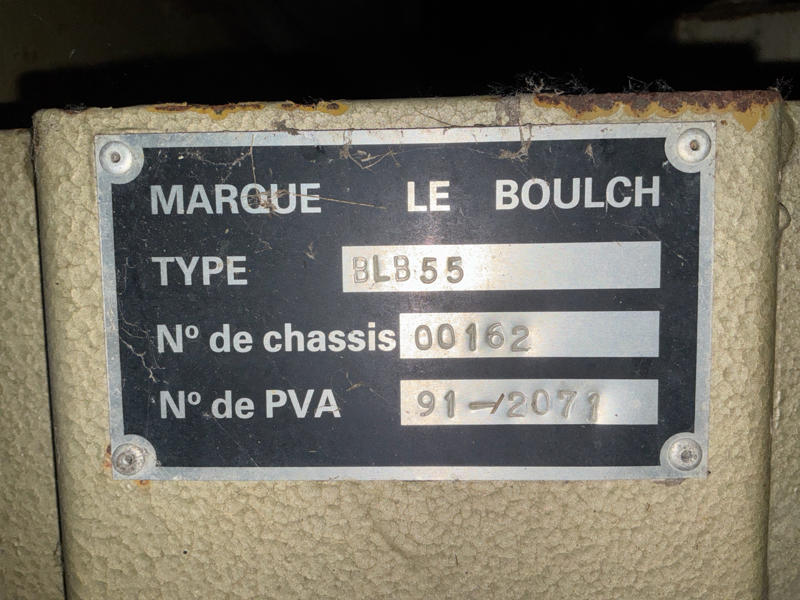 MARQUE LE BOULCH
TYPE BLB55
Nº de chassis 00162
Nº de PVA 91-/2071